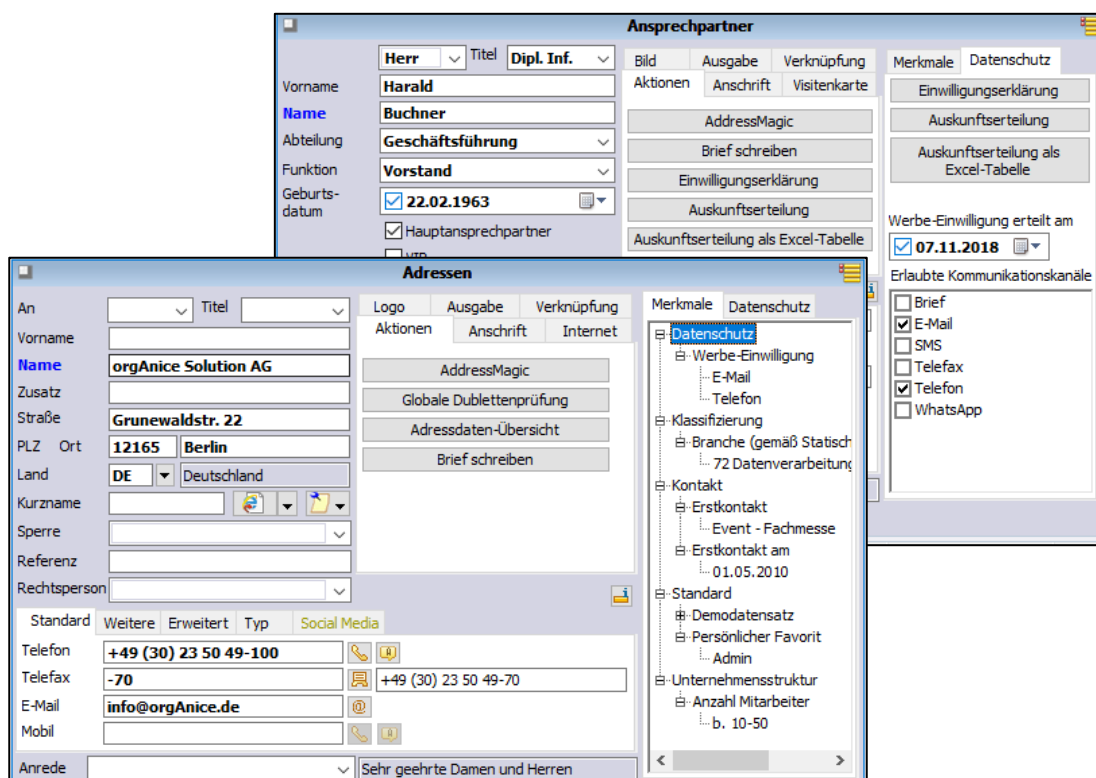 Ansprechpartner
Herr Titel Dipl. Inf.
Vorname Harald
Name Buchner
Abteilung Geschäftsführung
Funktion Vorstand
Geburts-
datum 22.02.1963
Hauptansprechpartner
Bild Ausgabe Verknüpfung
Aktionen Anschrift Visitenkarte
AddressMagic
Brief schreiben
Einwilligungserklärung
Auskunftserteilung
Auskunftserteilung als Excel-Tabelle
Merkmale Datenschutz
Einwilligungserklärung
Auskunftserteilung
Auskunftserteilung als
Excel-Tabelle
Werbe-Einwilligung erteilt am
07.11.2018
Erlaubte Kommunikationskanäle
Brief
E-Mail
SMS
Telefax
Telefon
WhatsApp
Adressen
An Titel
Vorname
Name orgAnice Solution AG
Zusatz
Straße Grunewaldstr. 22
PLZ Ort 12165 Berlin
Land DE Deutschland
Kurzname
Sperre
Referenz
Rechtsperson
Logo Ausgabe Verknüpfung
Aktionen Anschrift Internet
AddressMagic
Globale Dublettenprüfung
Adressdaten-Übersicht
Brief schreiben
Standard Weitere Erweitert Typ Social Media
Telefon +49 (30) 23 50 49-100
Telefax -70 +49 (30) 23 50 49-70
E-Mail info@orgAnice.de
Mobil
Anrede Sehr geehrte Damen und Herren
Merkmale Datenschutz
Datenschutz
Werbe-Einwilligung
E-Mail
Telefon
Klassifizierung
Branche (gemäß Statisch
72 Datenverarbeitung
Kontakt
Erstkontakt
Event - Fachmesse
Erstkontakt am
01.05.2010
Standard
Demodatensatz
Persönlicher Favorit
Admin
Unternehmensstruktur
Anzahl Mitarbeiter
b. 10-50